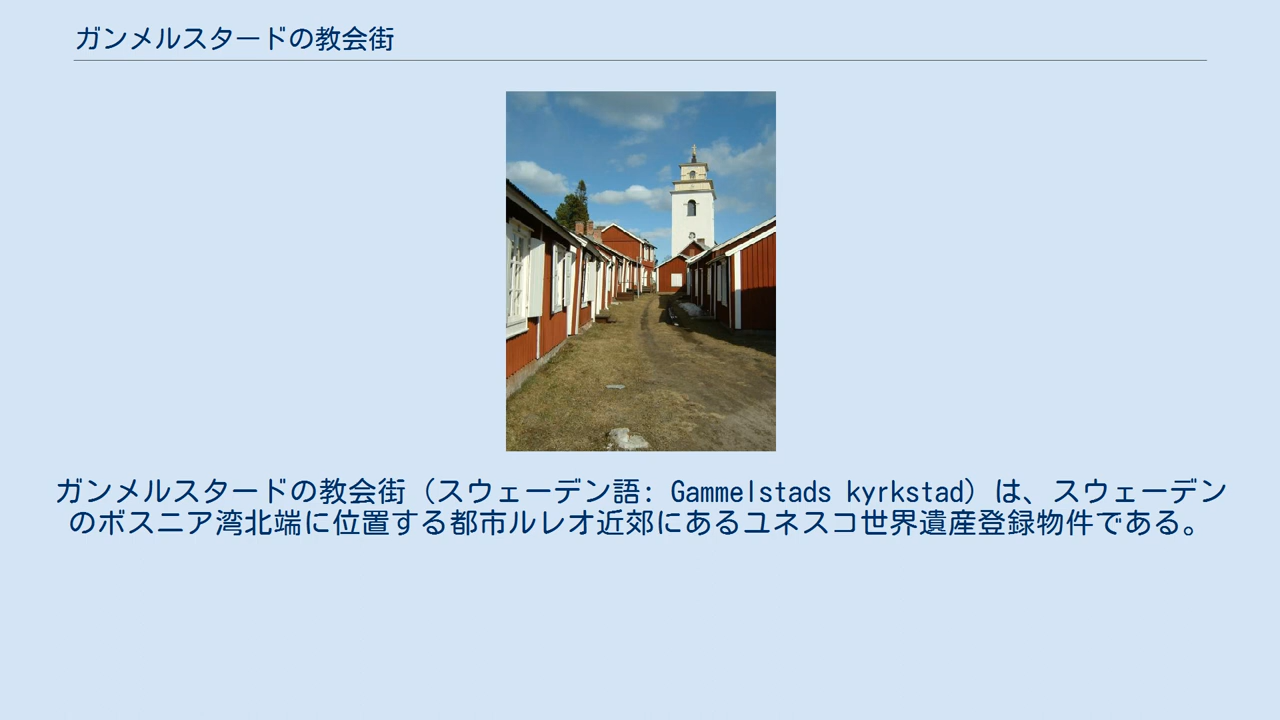 ガンメルスタードの教会街
ガンメルスタードの教会街（スウェーデン語: Gammelstads kyrkstad）は、スウェーデン
のボスニア湾北端に位置する都市ルレオ近郊にあるユネスコ世界遺産登録物件である。